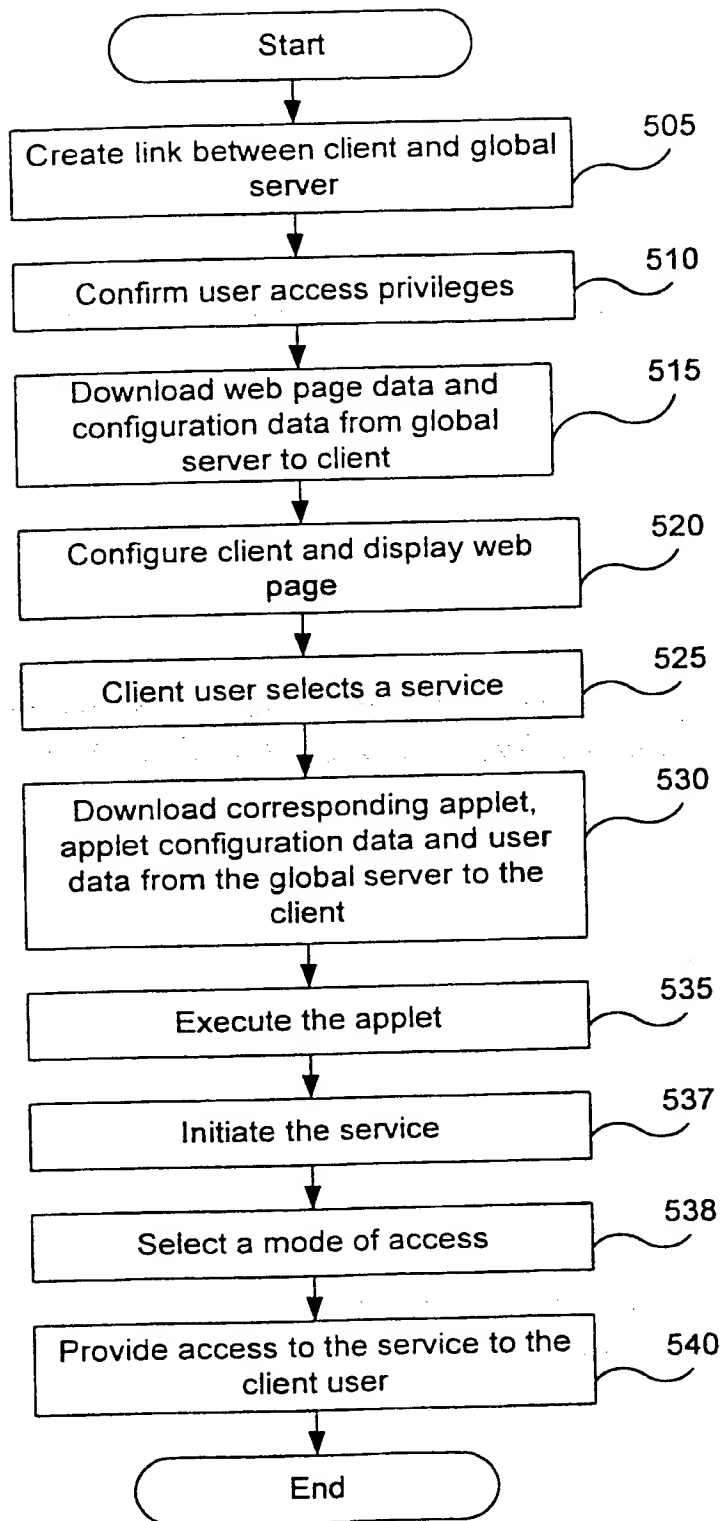 Start
505
Create link between client and global
server
510
Confirm user access privileges
515
Download web page data and
configuration data from global
server to client
520
Configure client and display web
page
525
Client user selects a service
530
Download corresponding applet,
applet configuration data and user
data from the global server to the
client
535
Execute the applet
537
Initiate the service
538
Select a mode of access
540
Provide access to the service to the
client user
End